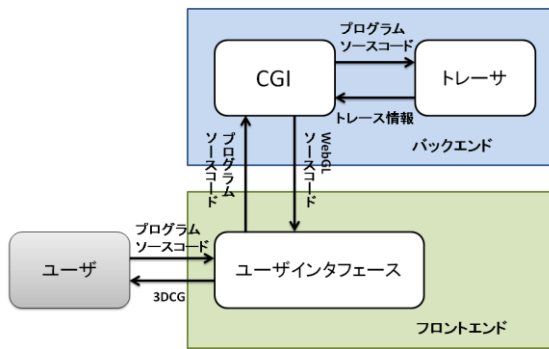 プログラム
ソースコード
CGI
トレーサ
トレース情報
バックエンド
プログラム
ソースコード
WebGL
ソースコード
プログラム
ソースコード
ユーザ
ユーザインタフェース
3DCG
フロントエンド